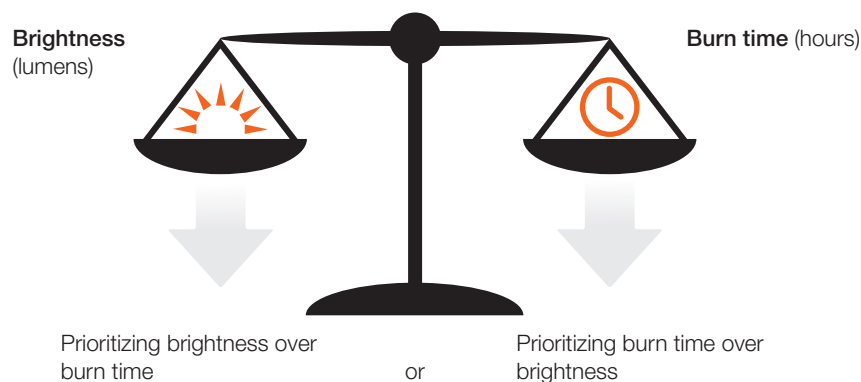 Brightness
(lumens)
Burn time (hours)
Prioritizing brightness over
burn time
or
Prioritizing burn time over
brightness